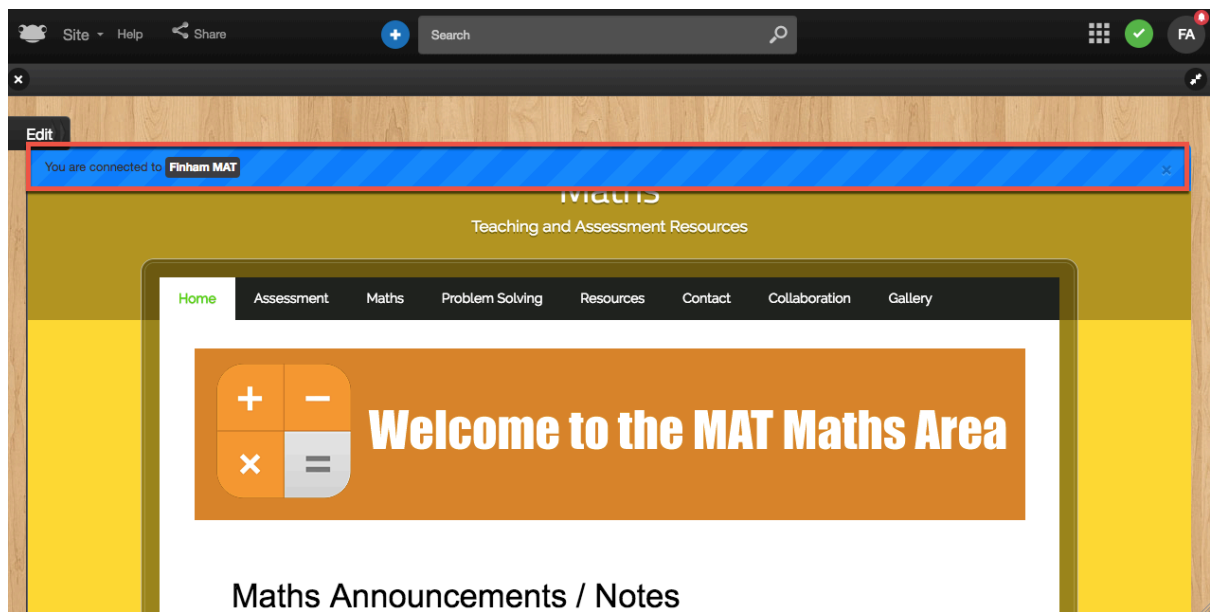 Site Help Share Search FA
Edit
You are connected to Finham MAT
Maths
Teaching and Assessment Resources
Home Assessment Maths Problem Solving Resources Contact Collaboration Gallery
Welcome to the MAT Maths Area
Maths Announcements / Notes